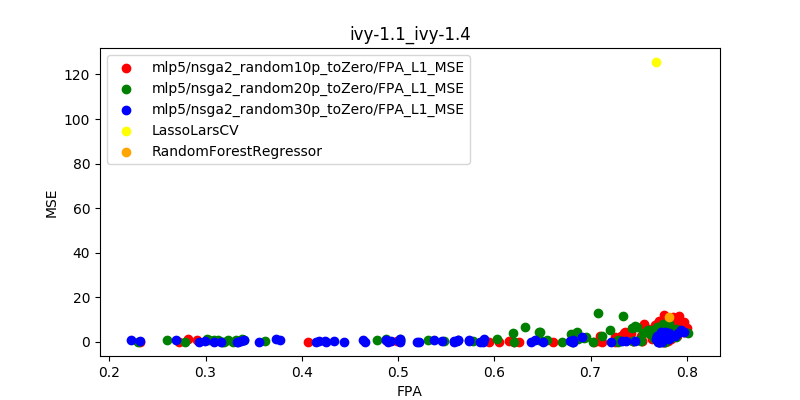 ivy-1.1_ivy-1.4
mlp5/nsga2_random10p_toZero/FPA_L1_MSE
mlp5/nsga2_random20p_toZero/FPA_L1_MSE
mlp5/nsga2_random30p_toZero/FPA_L1_MSE
LassoLarsCV
RandomForestRegressor
MSE
120
100
80
60
40
20
0
0.2 0.3 0.4 0.5 0.6 0.7 0.8
FPA